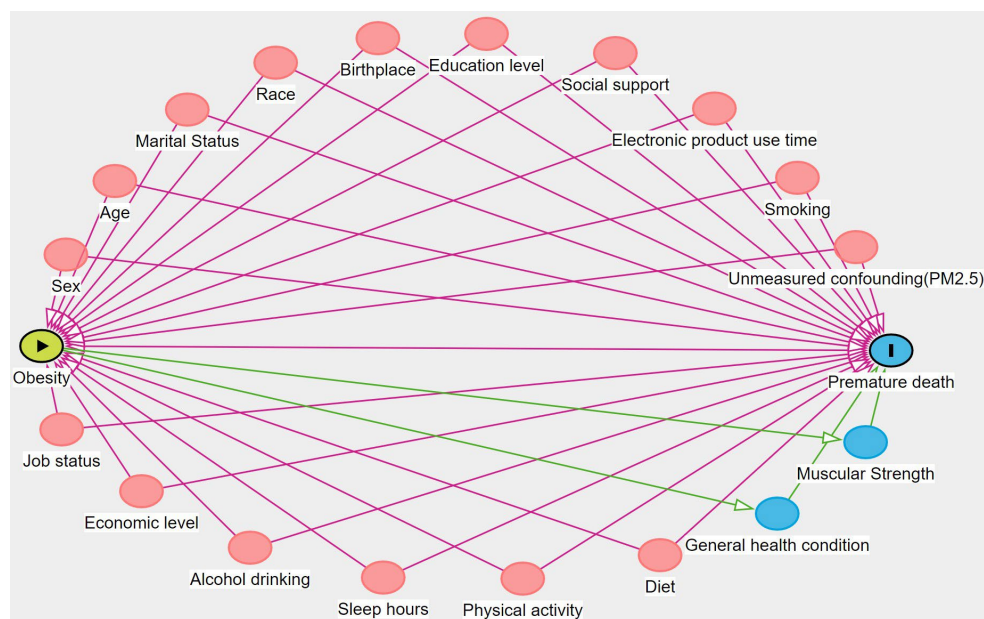 Birthplace
Education level
Social support
Race
Marital Status
Electronic product use time
Age
Smoking
Sex
Unmeasured confounding(PM2.5)
Obesity
Premature death
Job status
Muscular Strength
Economic level
General health condition
Alcohol drinking
Diet
Sleep hours
Physical activity